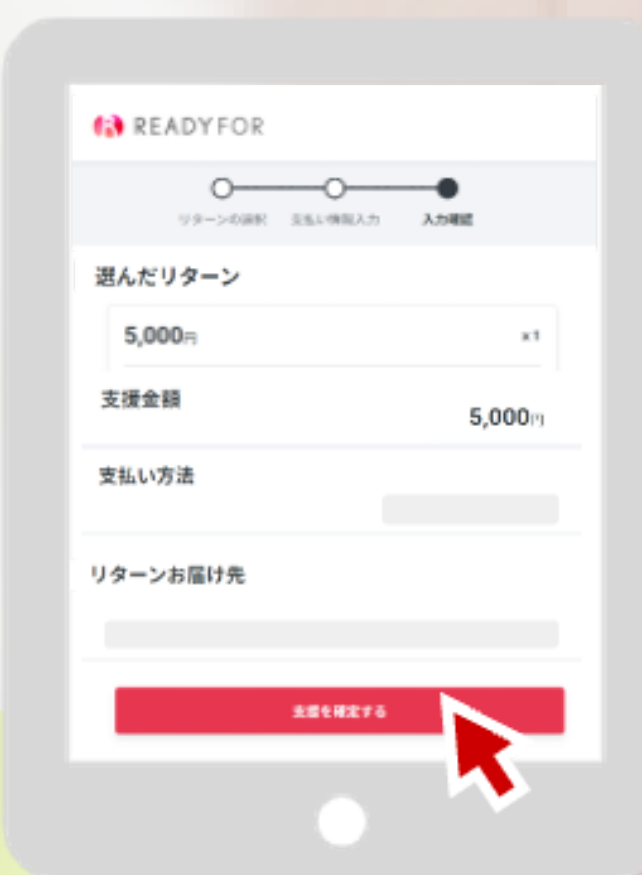 READYFOR
リターンの選択 支払い情報入力 入力確認
選んだリターン
5,000円 x1
支援金額
5,000円
支払い方法
リターンお届け先
支援を確定する